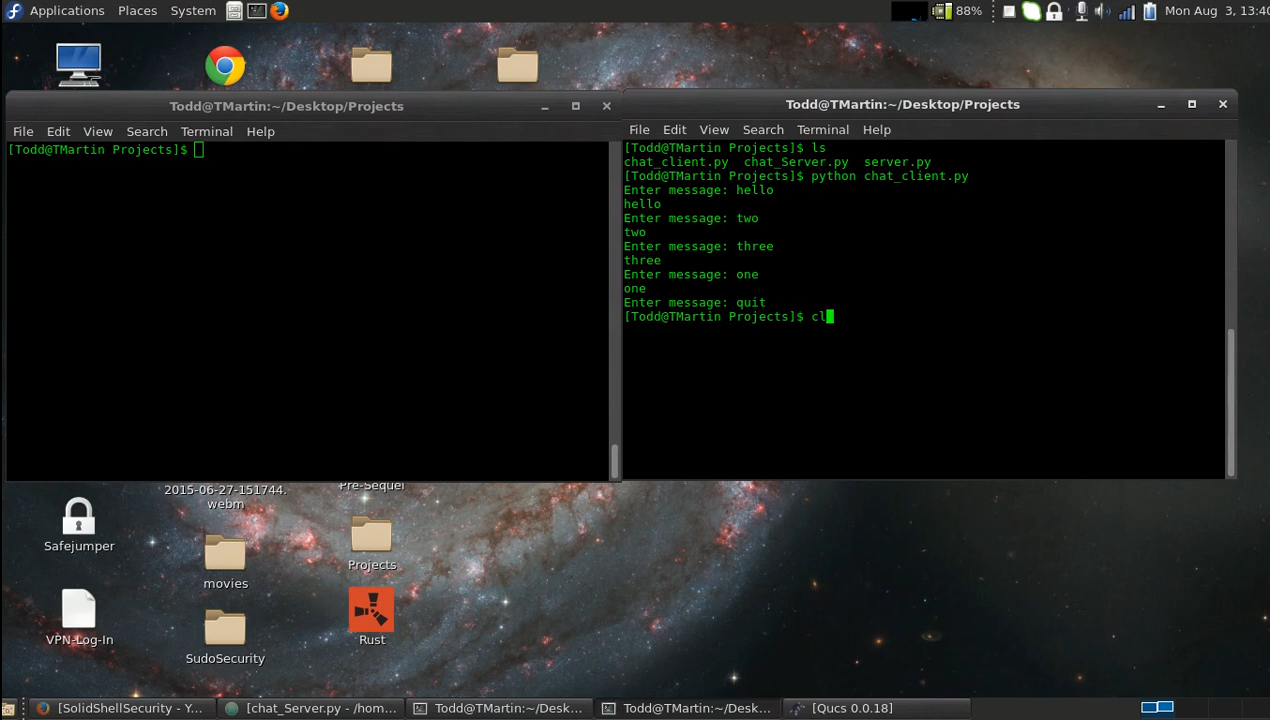 Applications Places System
88%
Mon Aug 3, 13:40
Todd@TMartin:~/Desktop/Projects
File Edit View Search Terminal Help
[Todd@TMartin Projects]$
Todd@TMartin:~/Desktop/Projects
File Edit View Search Terminal Help
[Todd@TMartin Projects]$ ls
chat_client.py chat_Server.py server.py
[Todd@TMartin Projects]$ python chat_client.py
Enter message: hello
hello
Enter message: two
two
Enter message: three
three
Enter message: one
one
Enter message: quit
[Todd@TMartin Projects]$ cl
2015-06-27-151744.
webm
Pre-Sequel
Safejumper
movies
Projects
VPN-Log-In
SudoSecurity
Rust
[SolidShellSecurity - Y...
[chat_Server.py - /hom...
Todd@TMartin:~/Desk...
Todd@TMartin:~/Desk...
[Qucs 0.0.18]